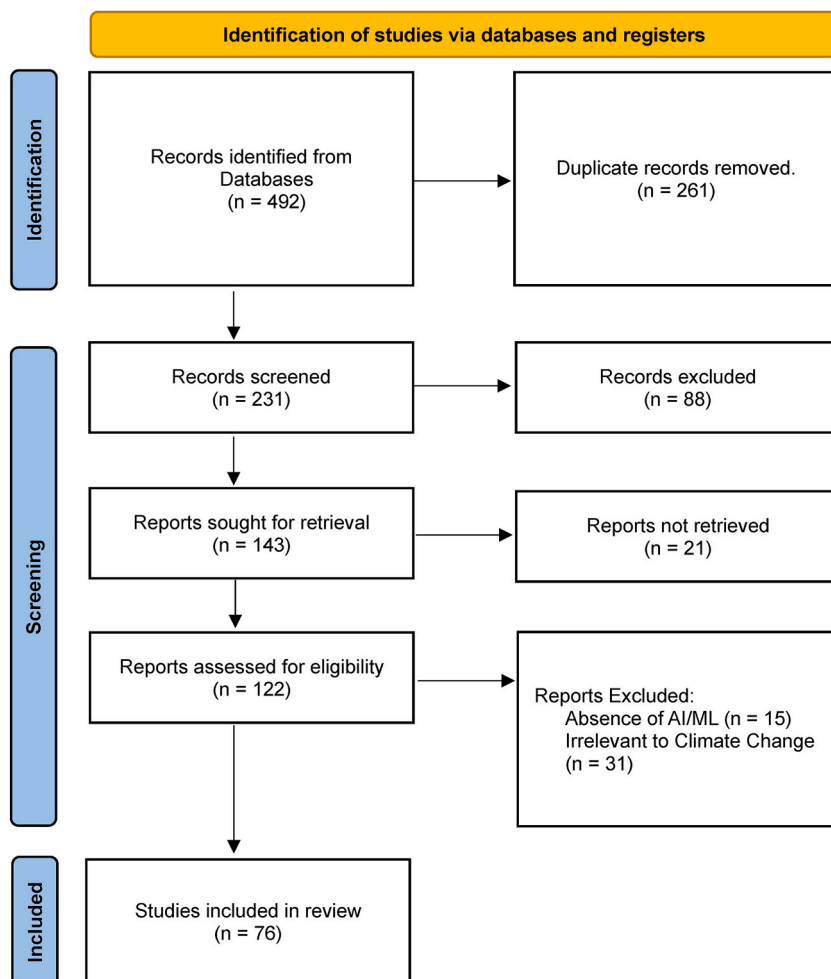 Identification of studies via databases and registers
Identification
Records identified from
Databases
(n = 492)
Duplicate records removed.
(n = 261)
Screening
Records screened
(n = 231)
Records excluded
(n = 88)
Reports sought for retrieval
(n = 143)
Reports not retrieved
(n = 21)
Reports assessed for eligibility
(n = 122)
Reports Excluded:
Absence of AI/ML (n = 15)
Irrelevant to Climate Change
(n = 31)
Included
Studies included in review
(n = 76)